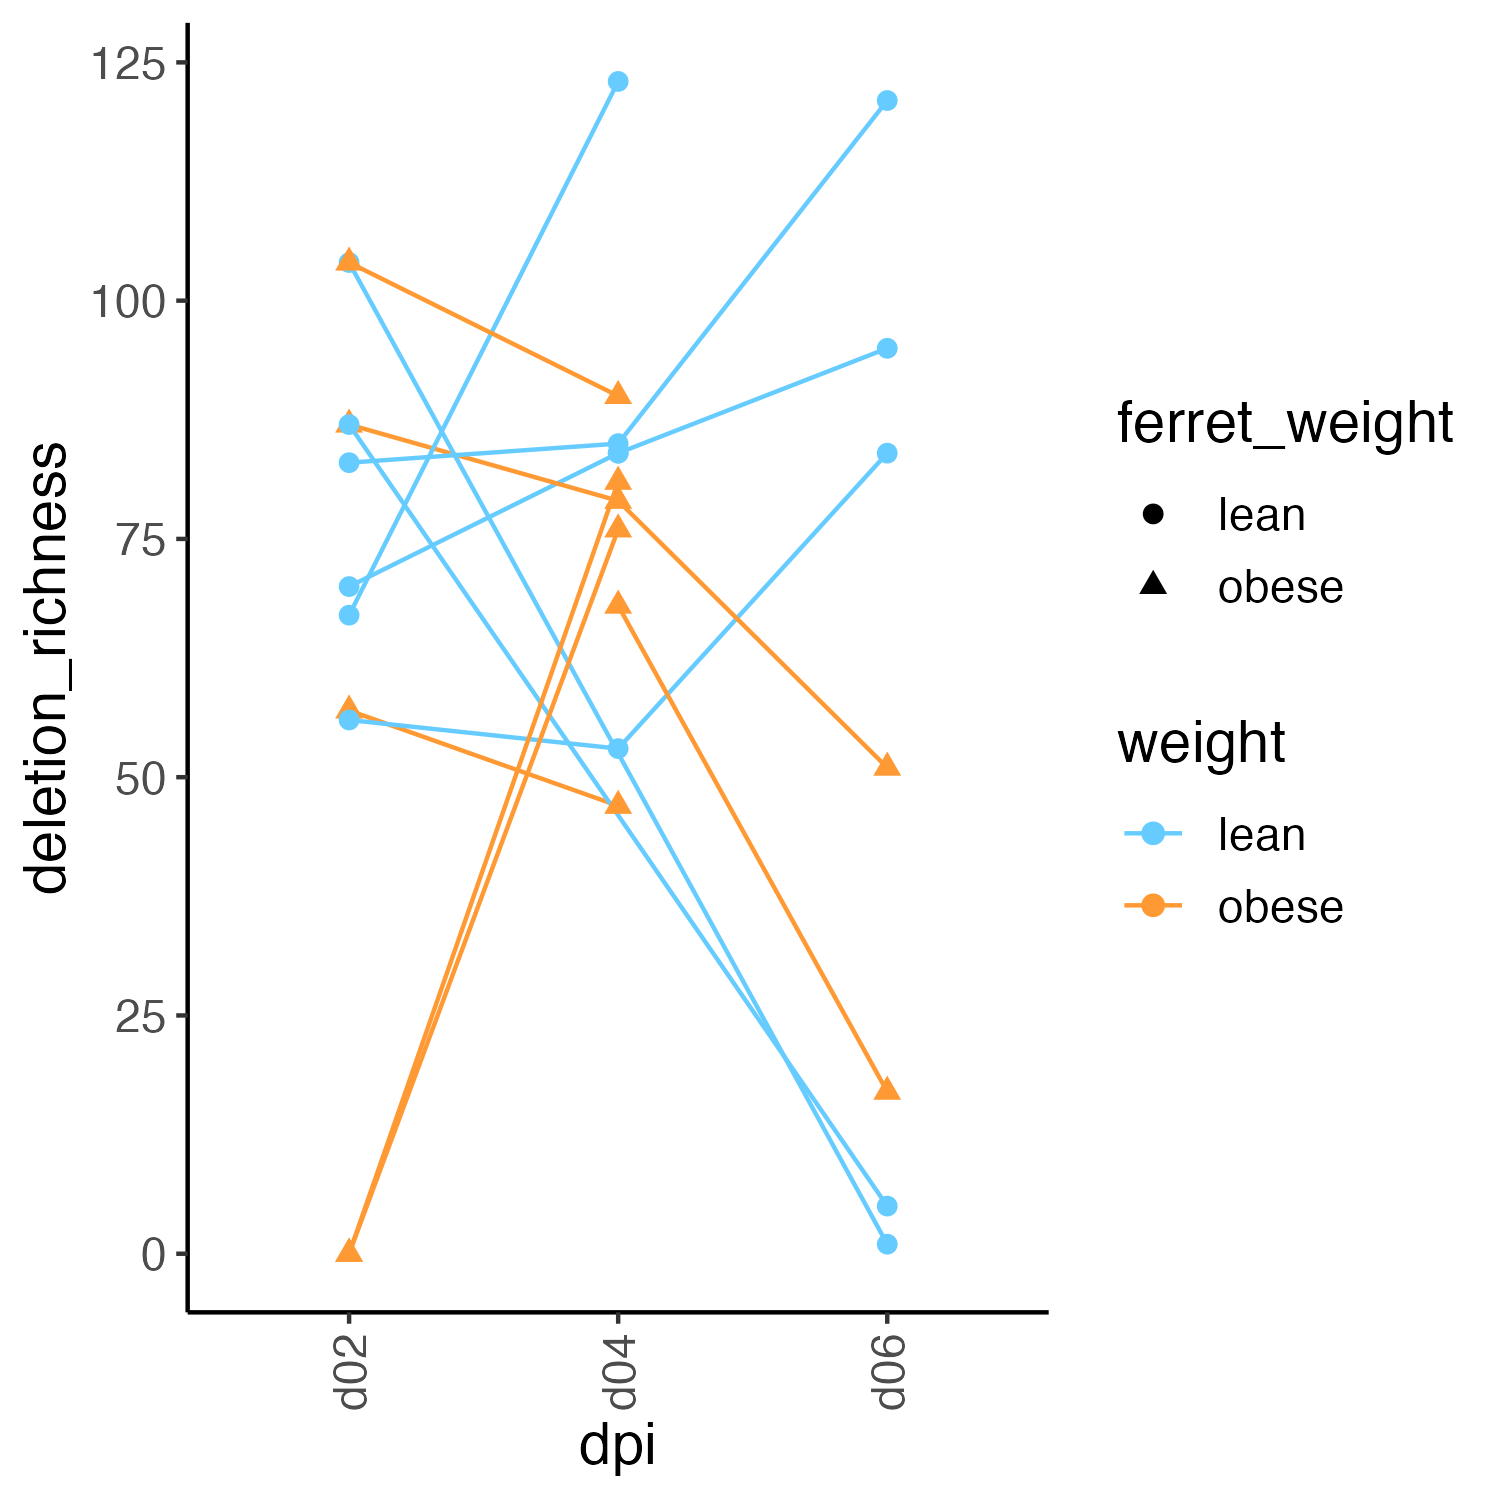 deletion_richness
125
100
75
50
25
0
d02
d04
d06
dpi
ferret_weight
lean
obese
weight
lean
obese